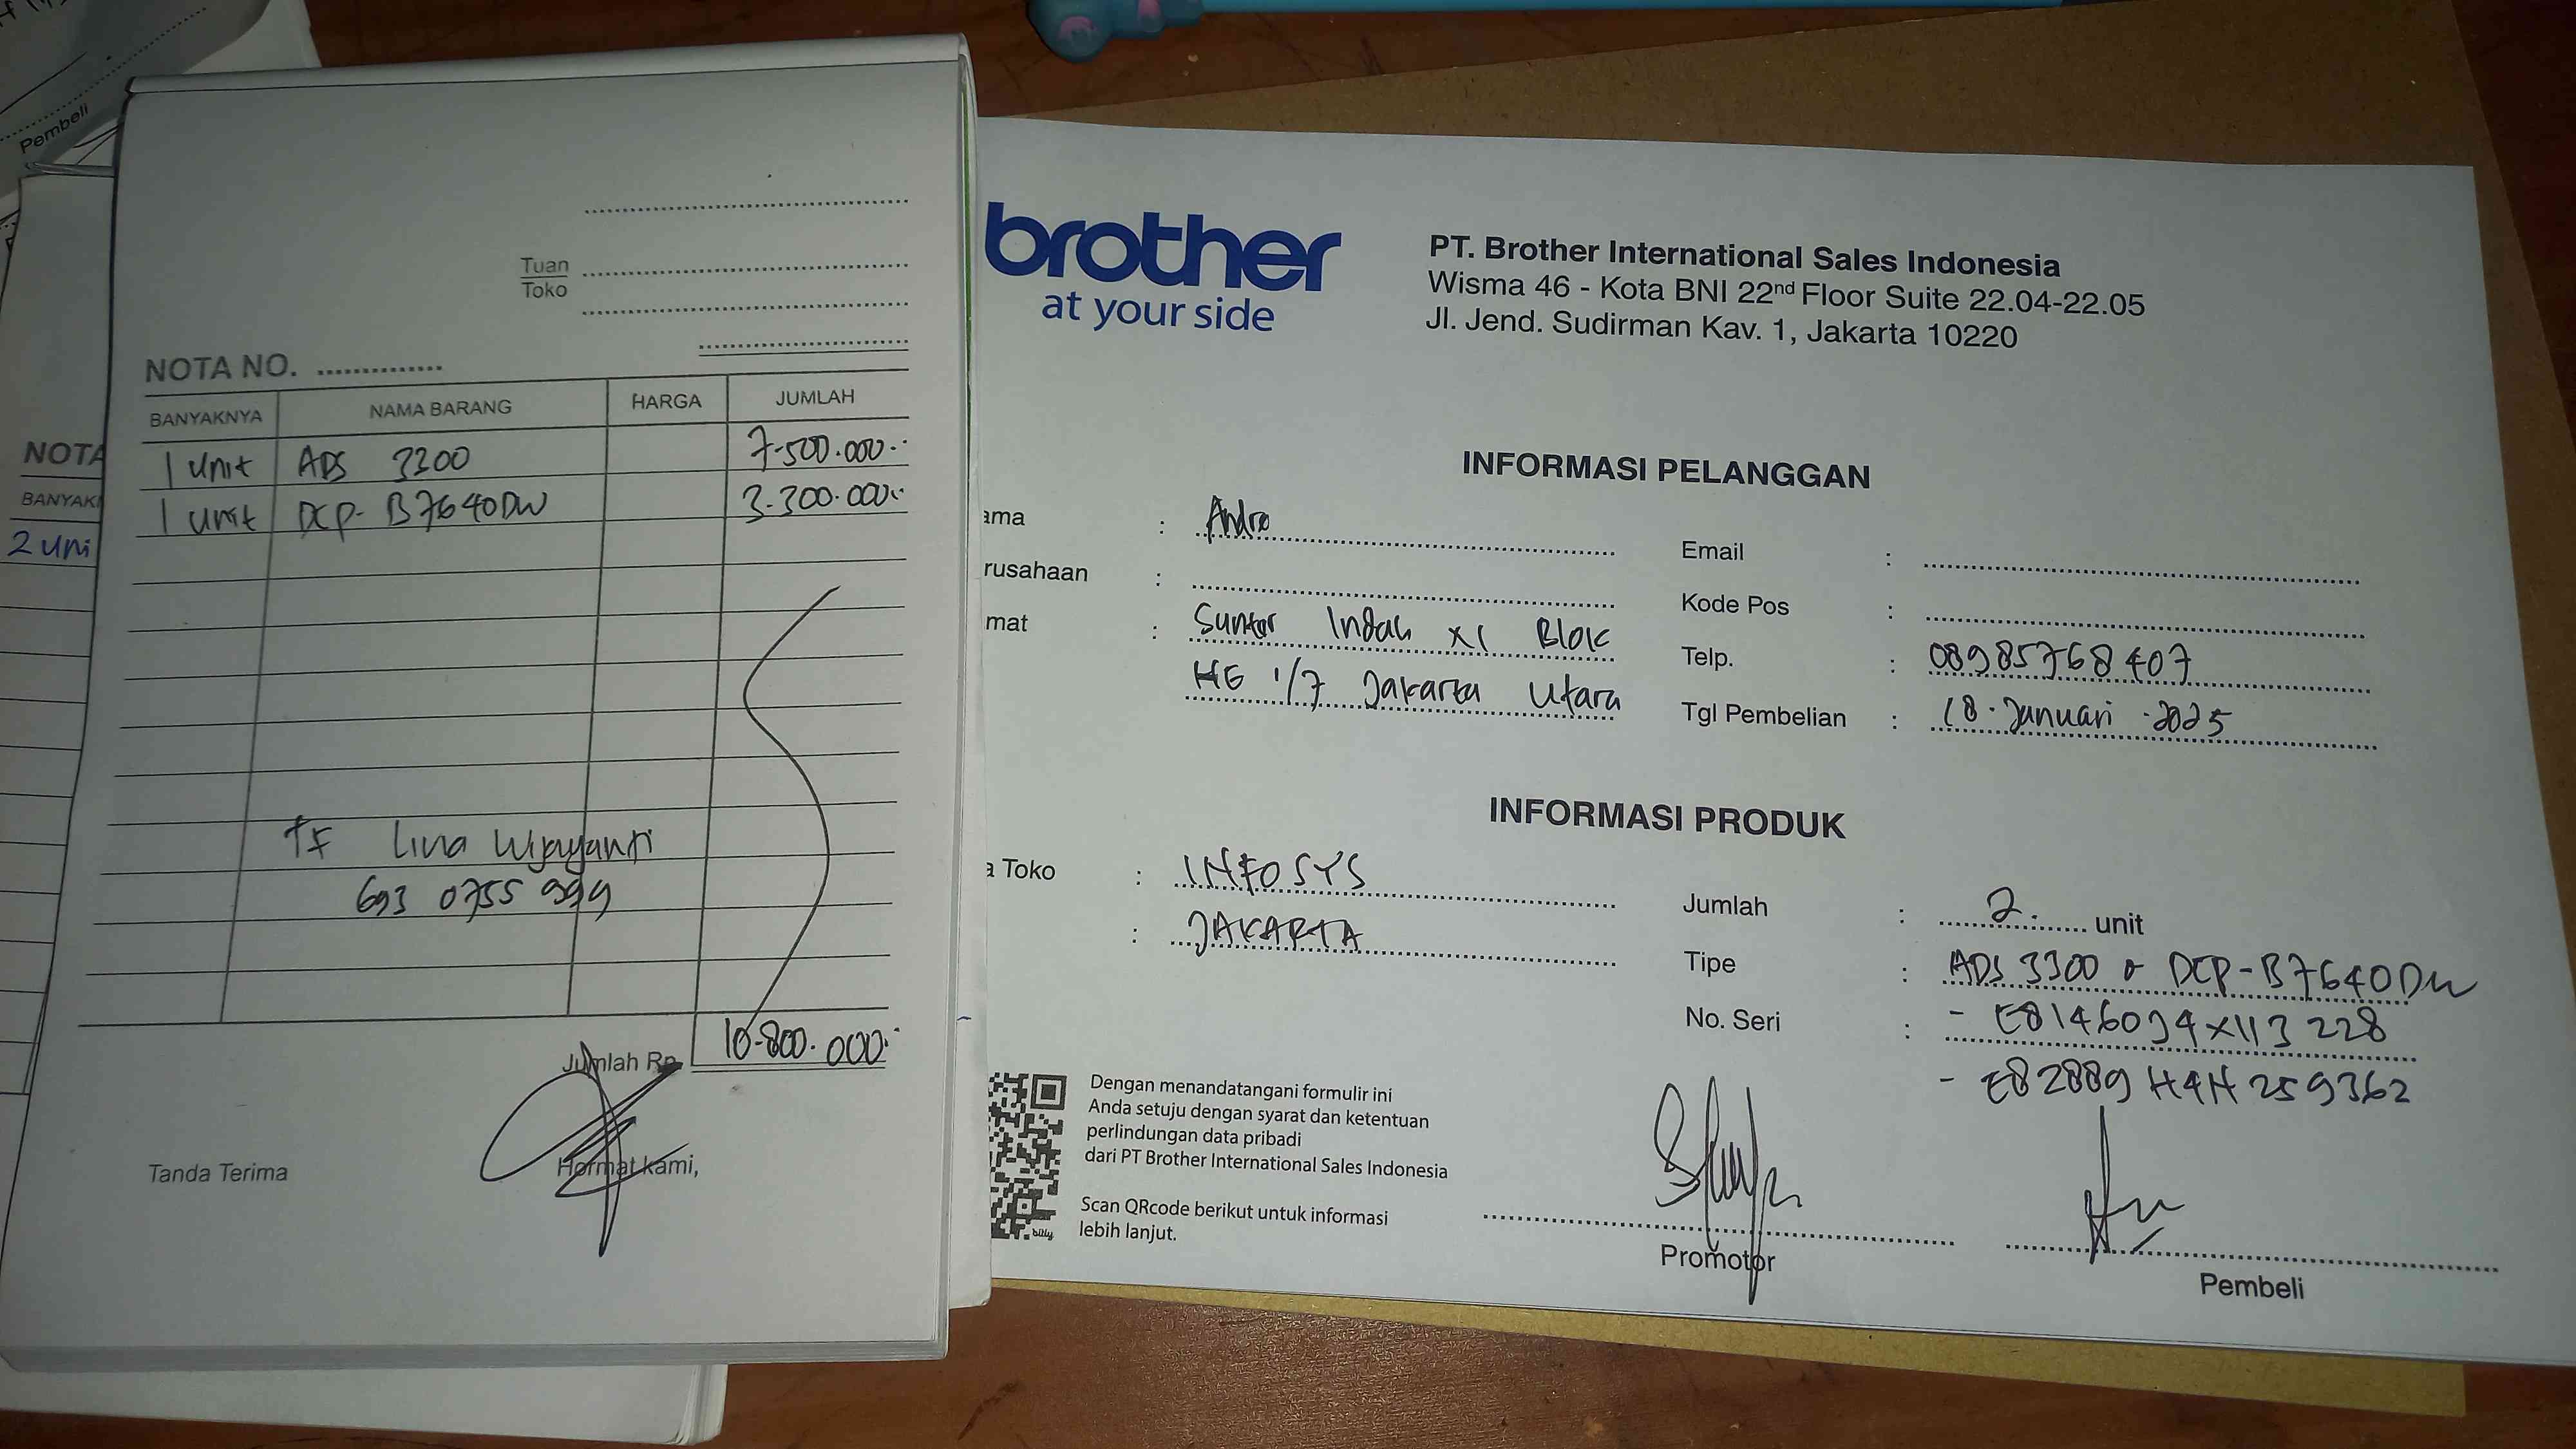 Pembeli
NOTA
BANYAK
2 uni
Tuan
Toko
NOTA NO.
BANYAKNYA NAMA BARANG HARGA JUMLAH
1 unit ADS 3300 7.500.000.-
1 unit DCP- B7640DW 3.300.000.-
TF Lina Wijayanti
693 0755 999
Jumlah Rp. 10.800.000.-
Tanda Terima Hormat kami,
brother
at your side
PT. Brother International Sales Indonesia
Wisma 46 - Kota BNI 22nd Floor Suite 22.04-22.05
Jl. Jend. Sudirman Kav. 1, Jakarta 10220
INFORMASI PELANGGAN
ama : Andre
rusahaan :
mat : Sunter Indah XI Blok
HG 1/7 Jakarta Utara
Email :
Kode Pos :
Telp. : 08985768407
Tgl Pembelian : 18. Januari .2025
INFORMASI PRODUK
a Toko : INFOSYS
: JAKARTA
Jumlah : 2. unit
Tipe : ADS 3300 & DCP-B7640DW
No. Seri : - E81460J4X113228
- E82889H4H259362
Dengan menandatangani formulir ini
Anda setuju dengan syarat dan ketentuan
perlindungan data pribadi
dari PT Brother International Sales Indonesia
Scan QRcode berikut untuk informasi
lebih lanjut.
bitly
Promotor
Pembeli